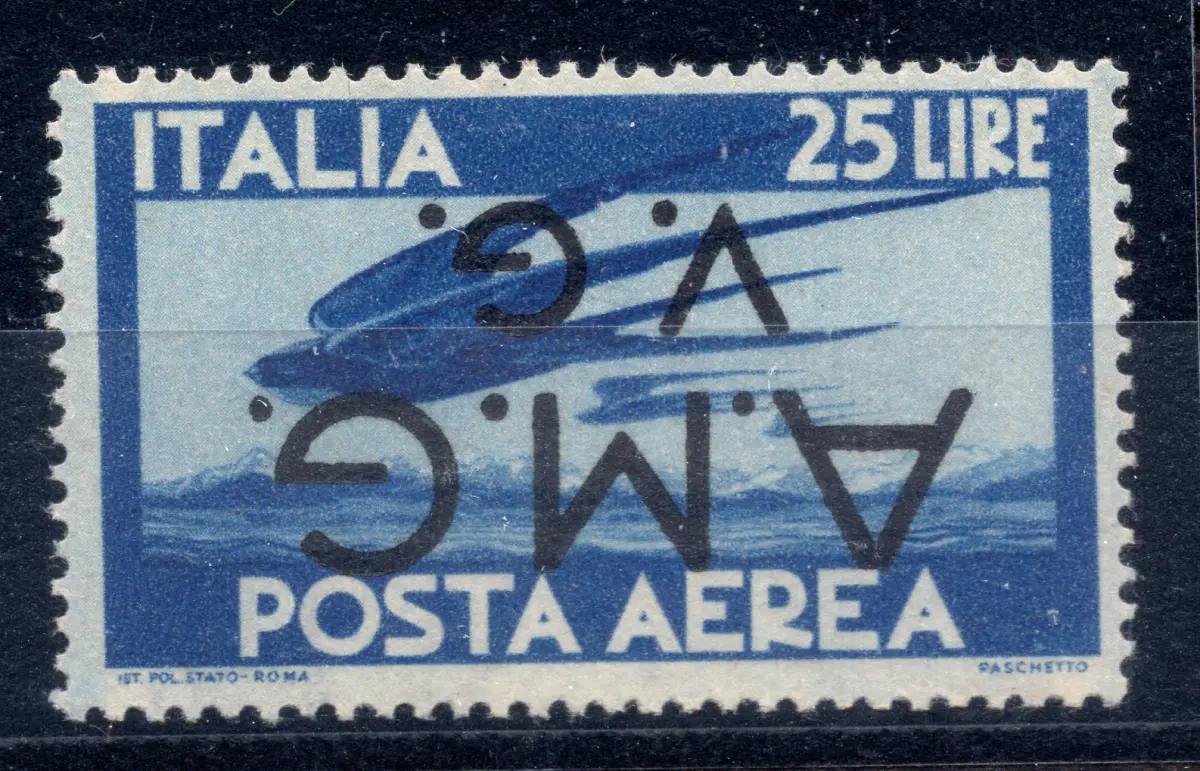 ITALIA 25 LIRE
A.M.G.
V.G.
POSTA AEREA
IST. POL. STATO-ROMA PASCHETTO